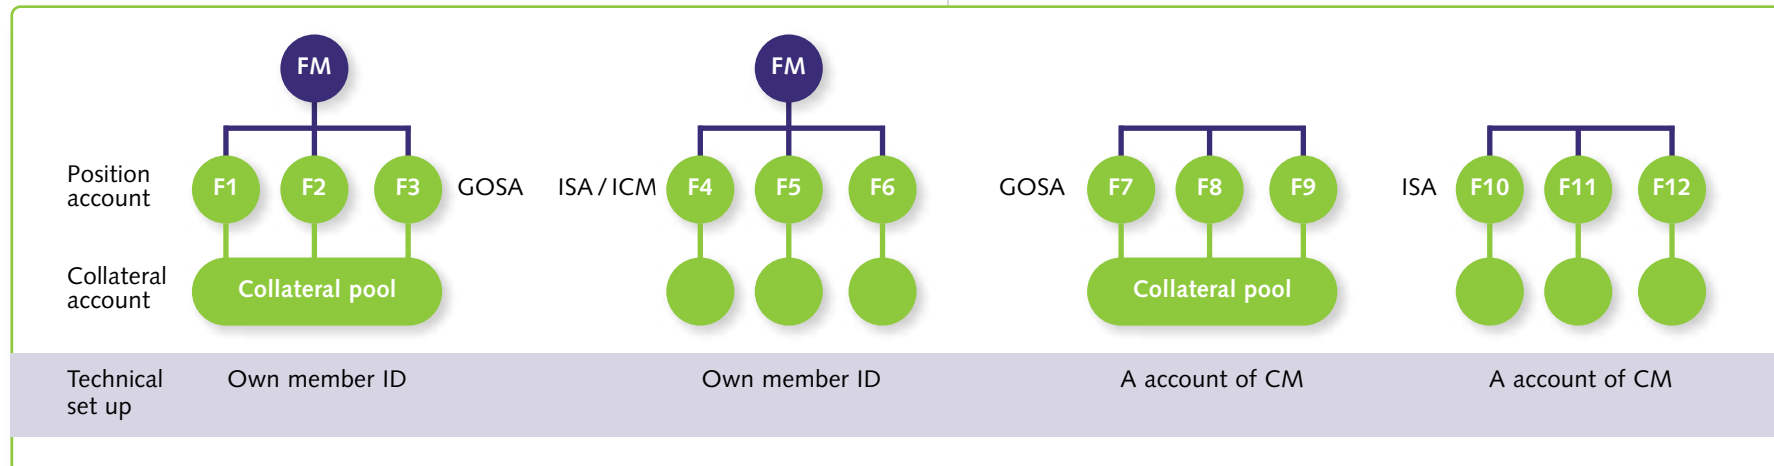 FM
FM
Position
account
F1
F2
F3
GOSA
ISA / ICM
F4
F5
F6
GOSA
F7
F8
F9
ISA
F10
F11
F12
Collateral
account
Collateral pool
Collateral pool
Technical
set up
Own member ID
Own member ID
A account of CM
A account of CM